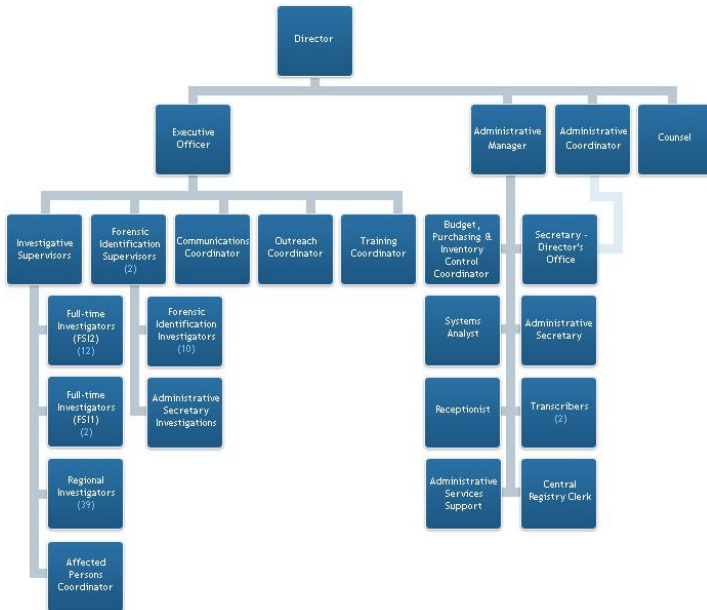 Director
Executive
Officer
Administrative
Manager
Administrative
Coordinator
Counsel
Investigative
Supervisors
Forensic
Identification
Supervisors
(2)
Communications
Coordinator
Outreach
Coordinator
Training
Coordinator
Budget,
Purchasing &
Inventory
Control
Coordinator
Secretary -
Director's
Office
Full-time
Investigators
(FSI2)
(12)
Forensic
Identification
Investigators
(10)
Systems
Analyst
Administrative
Secretary
Full-time
Investigators
(FSI1)
(2)
Administrative
Secretary
Investigations
Receptionist
Transcribers
(2)
Regional
Investigators
(39)
Administrative
Services
Support
Central
Registry Clerk
Affected
Persons
Coordinator